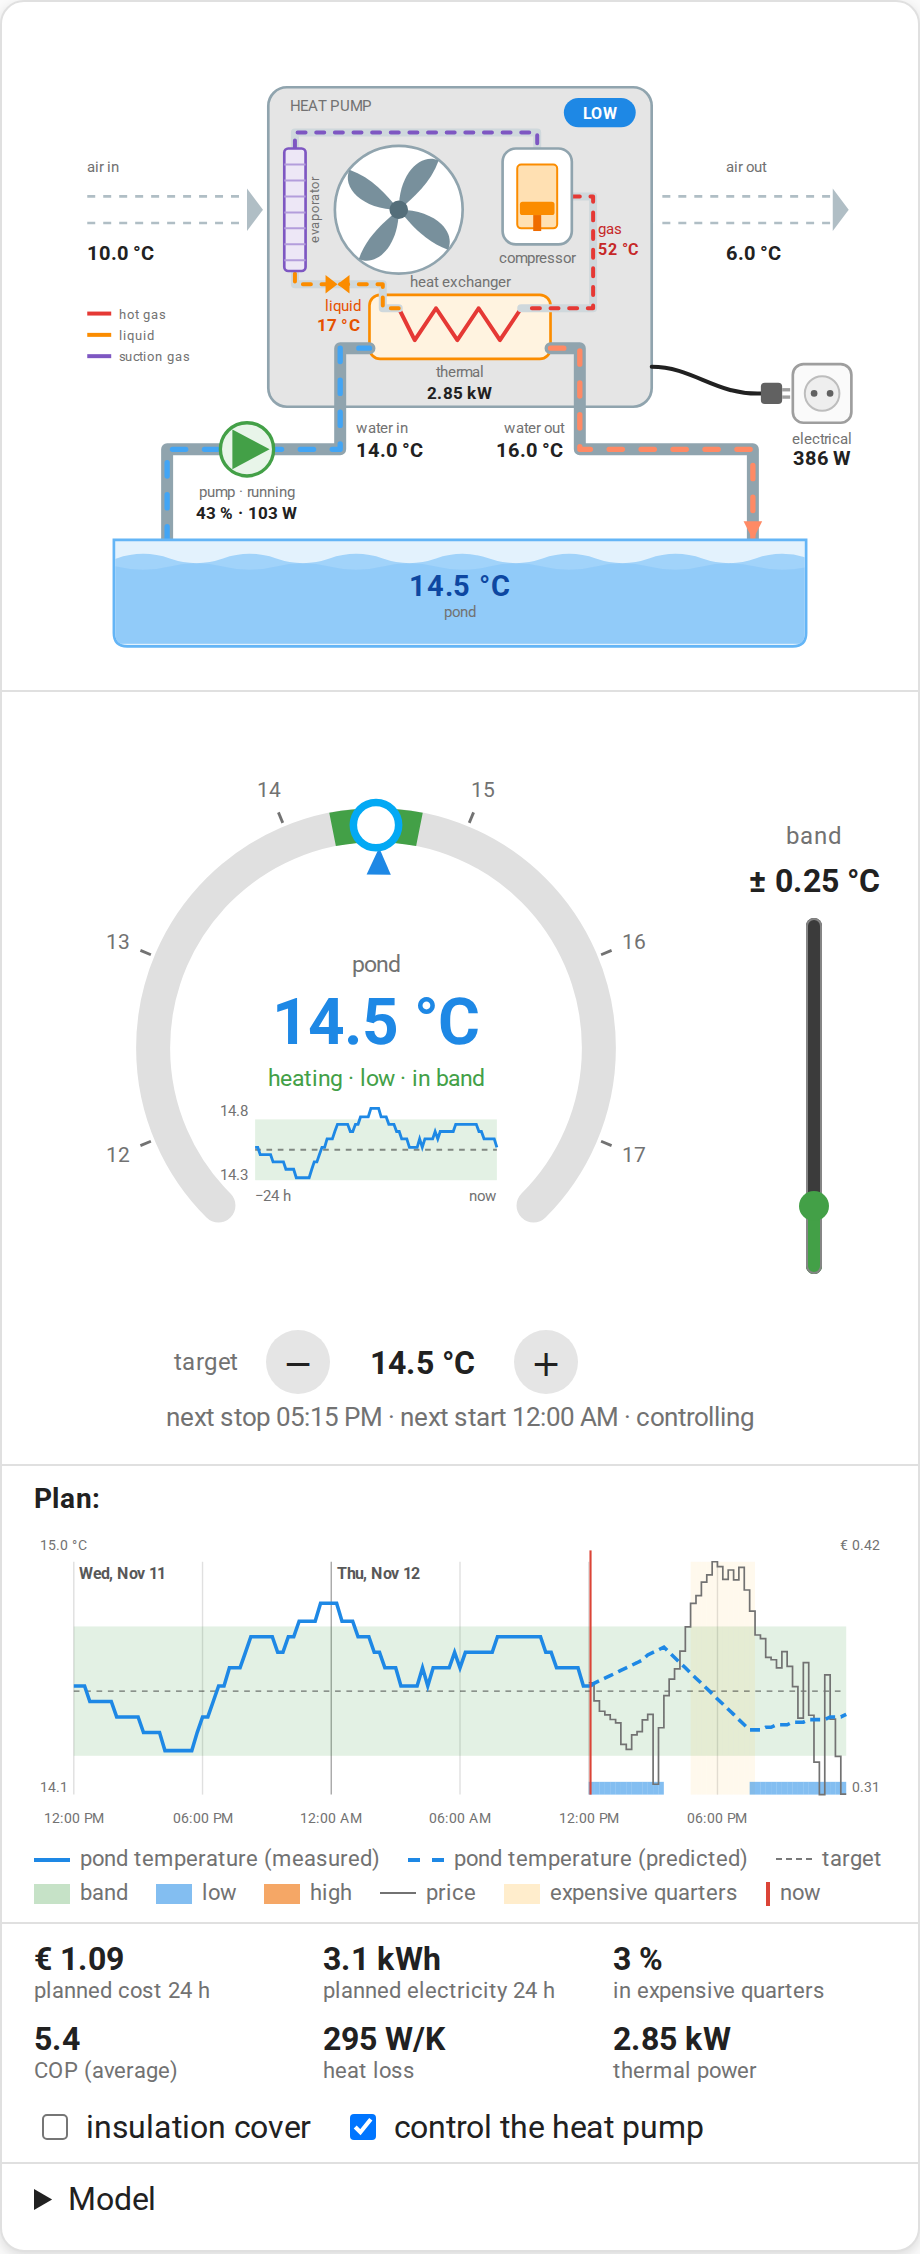 HEAT PUMP
LOW
air in
10.0 °C
evaporator
compressor
gas
52 °C
air out
6.0 °C
heat exchanger
liquid
17 °C
hot gas
liquid
suction gas
thermal
2.85 kW
water in
14.0 °C
water out
16.0 °C
electrical
386 W
pump · running
43 % · 103 W
14.5 °C
pond
14
15
13
16
12
17
band
± 0.25 °C
pond
14.5 °C
heating · low · in band
14.8
14.3
−24 h
now
target
−
14.5 °C
+
next stop 05:15 PM · next start 12:00 AM · controlling
Plan:
15.0 °C
€ 0.42
Wed, Nov 11
Thu, Nov 12
14.1
0.31
12:00 PM
06:00 PM
12:00 AM
06:00 AM
12:00 PM
06:00 PM
pond temperature (measured)
pond temperature (predicted)
target
band
low
high
price
expensive quarters
now
€ 1.09
planned cost 24 h
3.1 kWh
planned electricity 24 h
3 %
in expensive quarters
5.4
COP (average)
295 W/K
heat loss
2.85 kW
thermal power
insulation cover
control the heat pump
Model